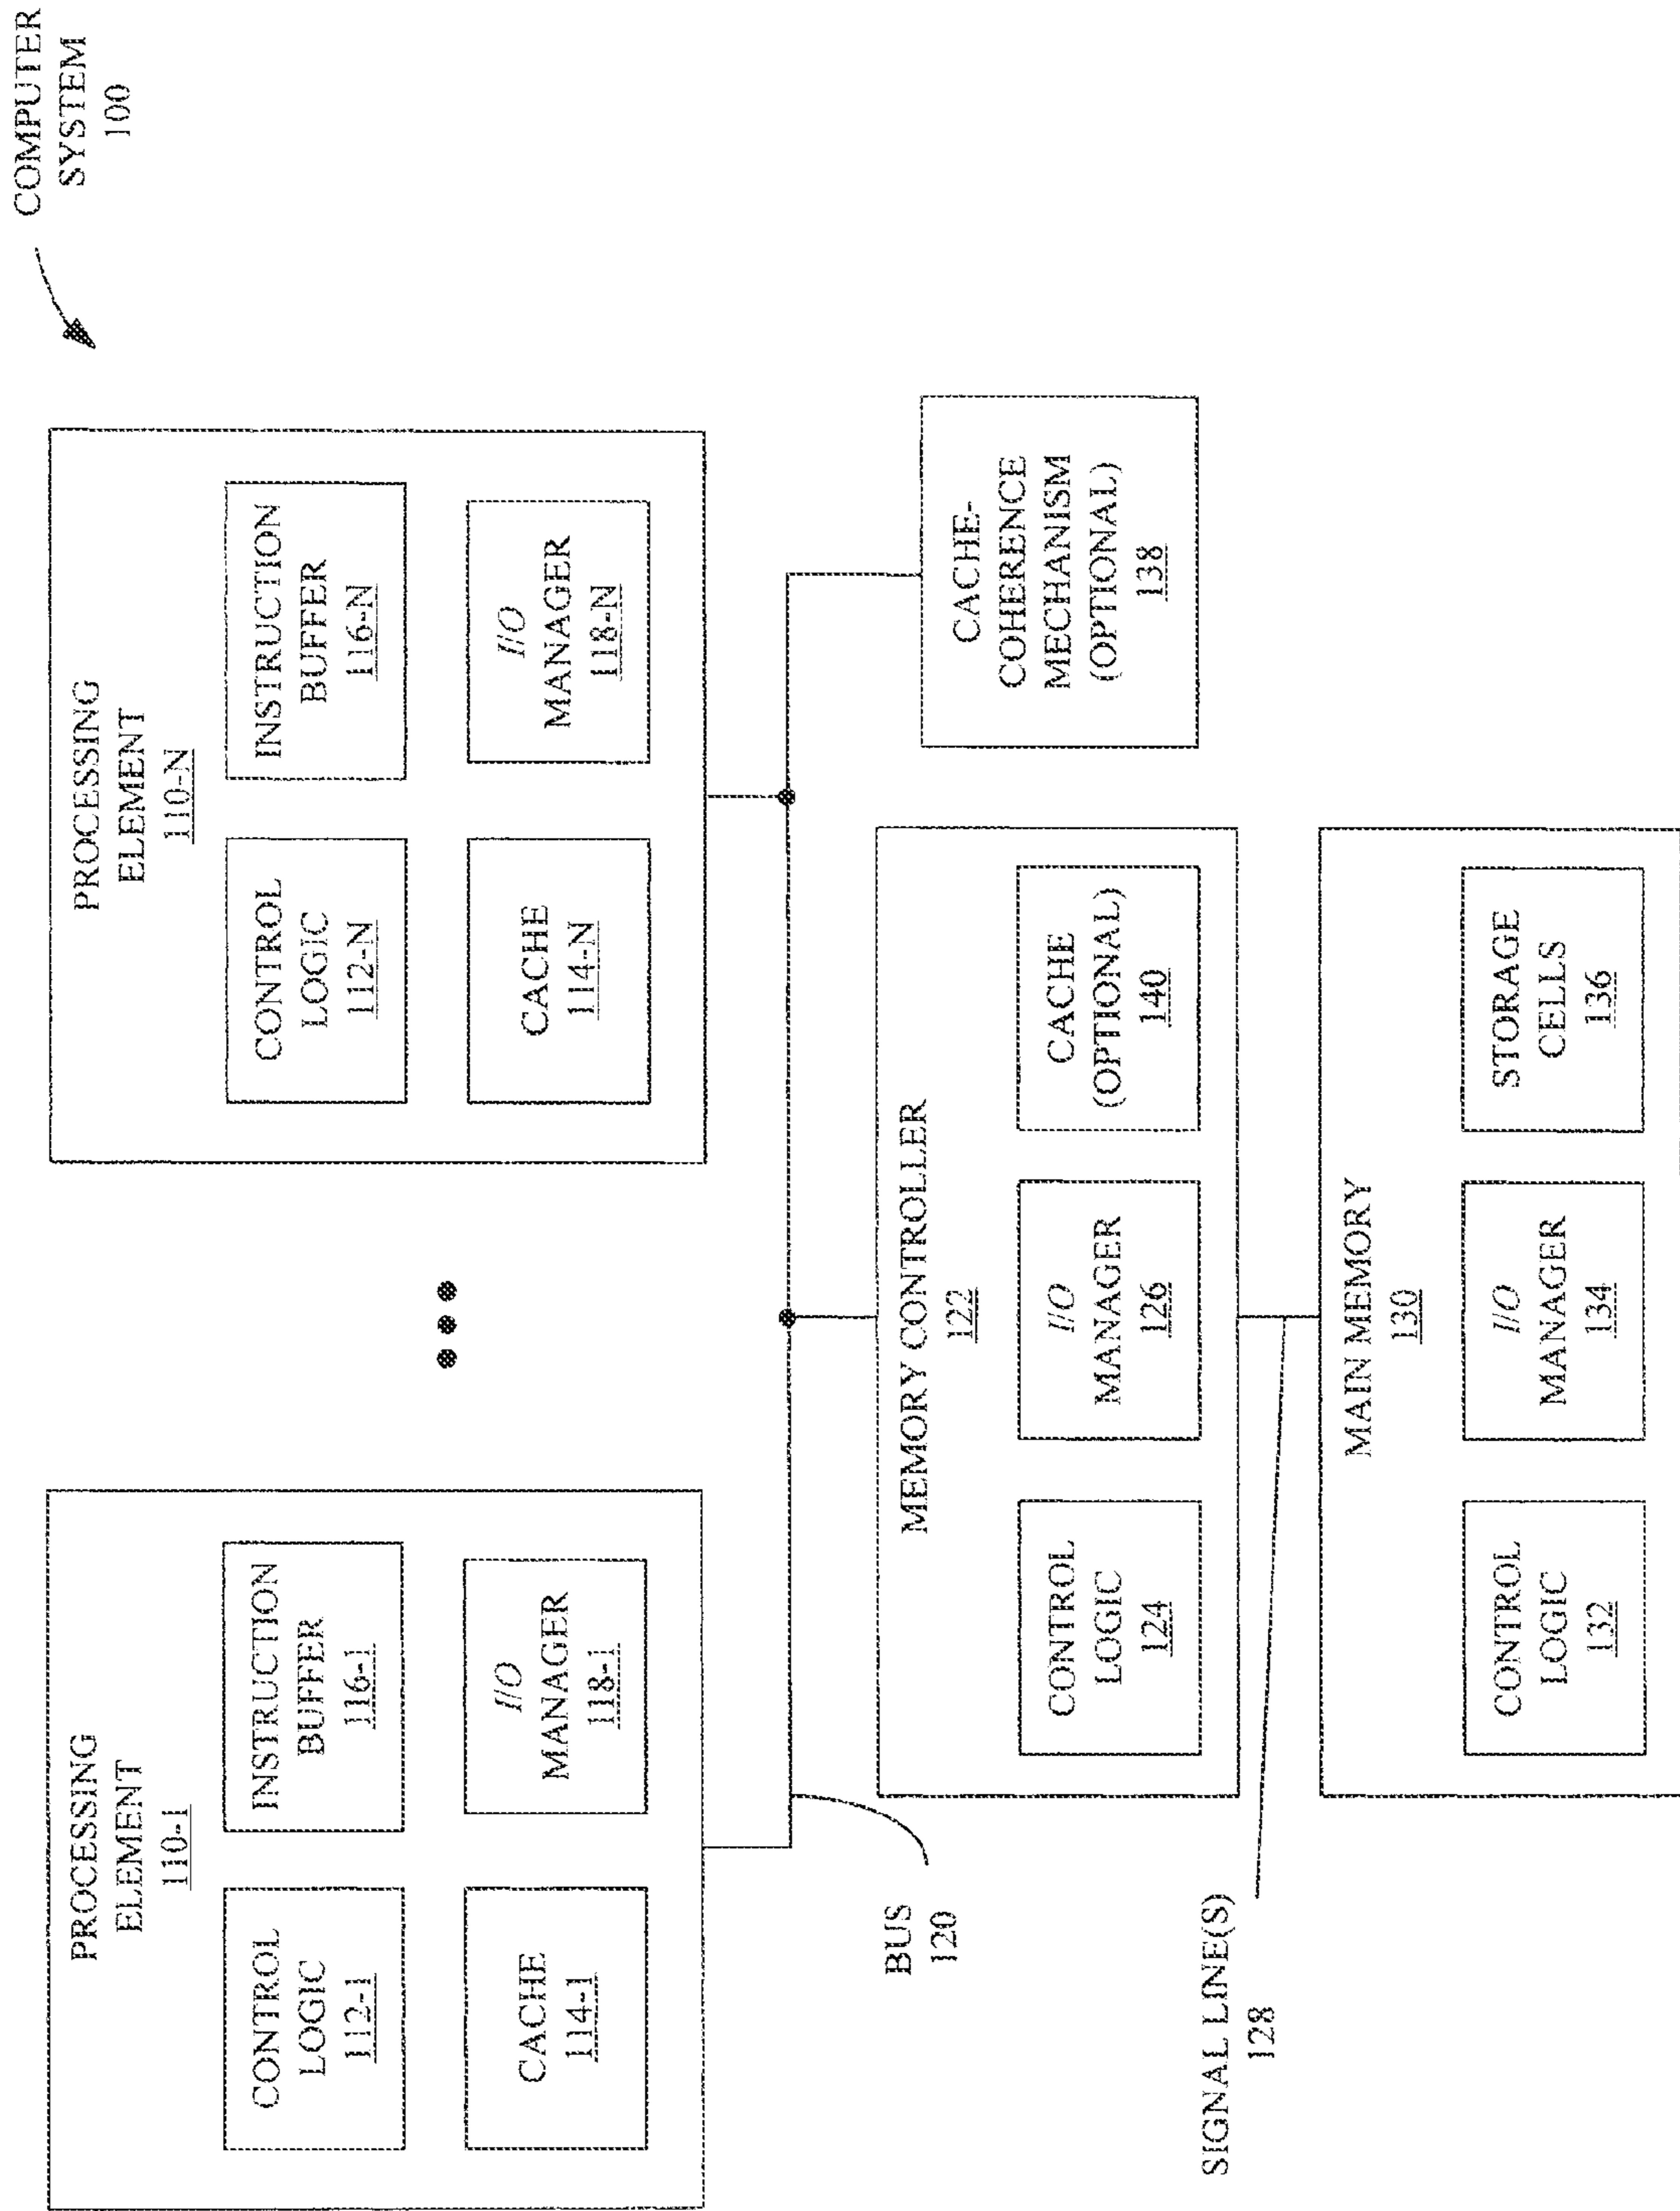 COMPUTER
SYSTEM
100
PROCESSING
ELEMENT
110-1
CONTROL
LOGIC
112-1
INSTRUCTION
BUFFER
116-1
CACHE
114-1
I/O
MANAGER
118-1
PROCESSING
ELEMENT
110-N
CONTROL
LOGIC
112-N
INSTRUCTION
BUFFER
116-N
CACHE
114-N
I/O
MANAGER
118-N
BUS
120
MEMORY CONTROLLER
122
CONTROL
LOGIC
124
I/O
MANAGER
126
CACHE
(OPTIONAL)
140
CACHE-
COHERENCE
MECHANISM
(OPTIONAL)
138
SIGNAL LINE(S)
128
MAIN MEMORY
130
CONTROL
LOGIC
132
I/O
MANAGER
134
STORAGE
CELLS
136